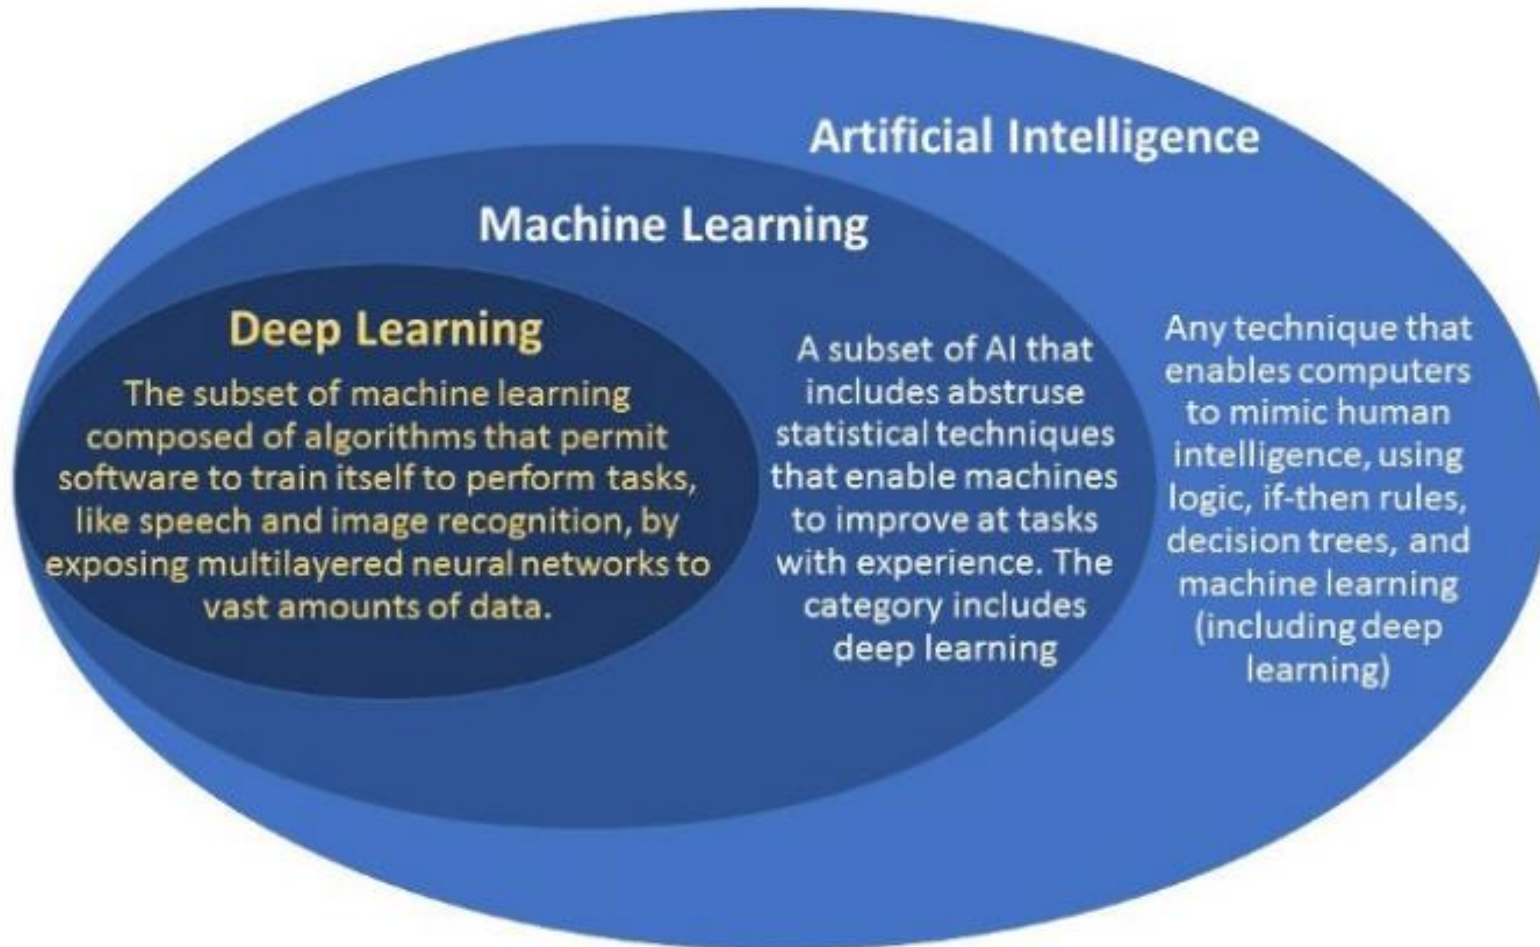 Artificial Intelligence
Machine Learning
Deep Learning
The subset of machine learning
composed of algorithms that permit
software to train itself to perform tasks,
like speech and image recognition, by
exposing multilayered neural networks to
vast amounts of data.
A subset of AI that
includes abstruse
statistical techniques
that enable machines
to improve at tasks
with experience. The
category includes
deep learning
Any technique that
enables computers
to mimic human
intelligence, using
logic, if-then rules,
decision trees, and
machine learning
(including deep
learning)